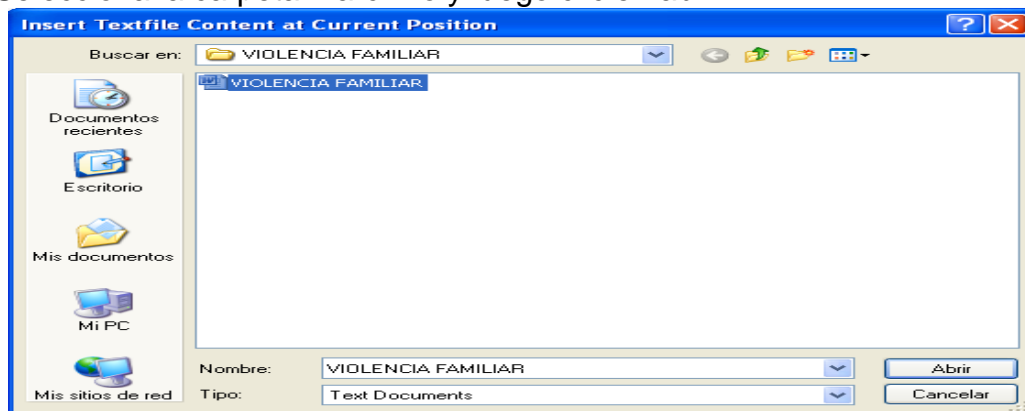 Insert Textfile Content at Current Position
Buscar en: VIOLENCIA FAMILIAR
VIOLENCIA FAMILIAR
Documentos
recientes
Escritorio
Mis documentos
Mi PC
Mis sitios de red
Nombre: VIOLENCIA FAMILIAR Abrir
Tipo: Text Documents Cancelar